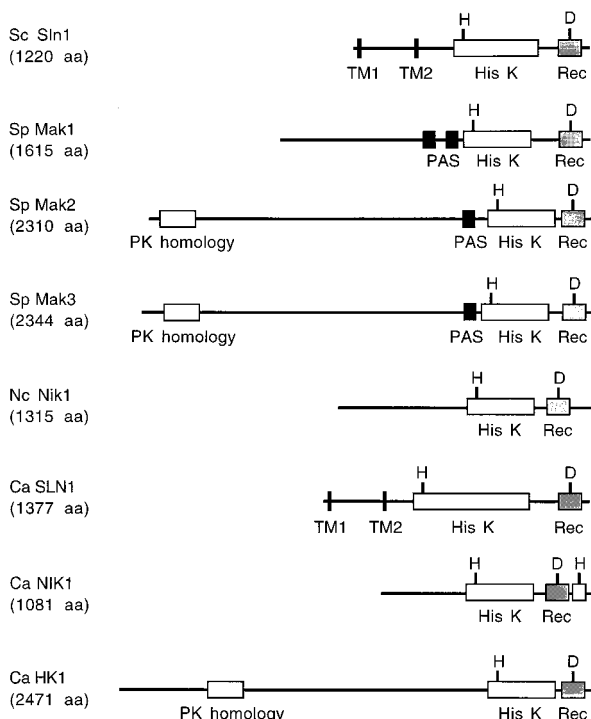 H D
Sc Sln1
(1220 aa)
TM1 TM2 His K Rec
H D
Sp Mak1
(1615 aa)
PAS His K Rec
H D
Sp Mak2
(2310 aa)
PK homology PAS His K Rec
H D
Sp Mak3
(2344 aa)
PK homology PAS His K Rec
H D
Nc Nik1
(1315 aa)
His K Rec
H D
Ca SLN1
(1377 aa)
TM1 TM2 His K Rec
H D H
Ca NIK1
(1081 aa)
His K Rec
H D
Ca HK1
(2471 aa)
PK homology His K Rec